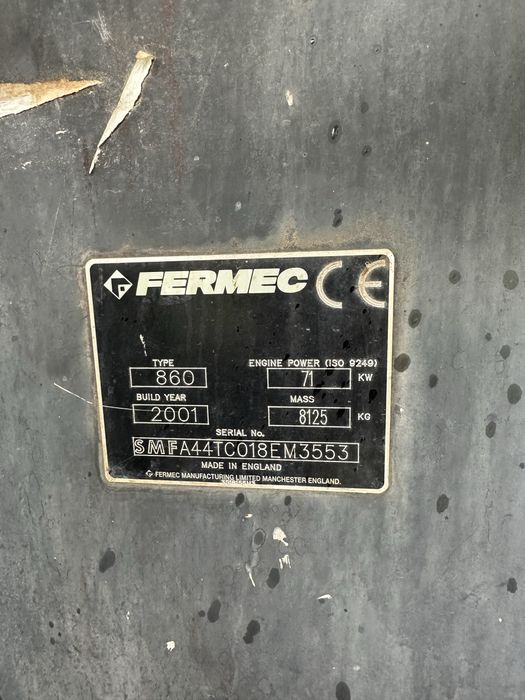 FERMEC CE
TYPE ENGINE POWER (ISO 9249)
860 71 KW
BUILD YEAR MASS
2001 8125 KG
SERIAL No.
SMFA44TC018EM3553
MADE IN ENGLAND
FERMEC MANUFACTURING LIMITED MANCHESTER ENGLAND.